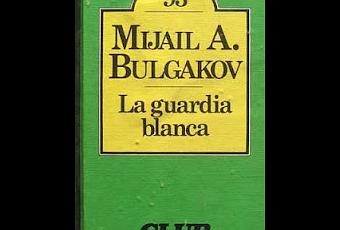 MIJAIL A.
BULGAKOV
La guardia
blanca